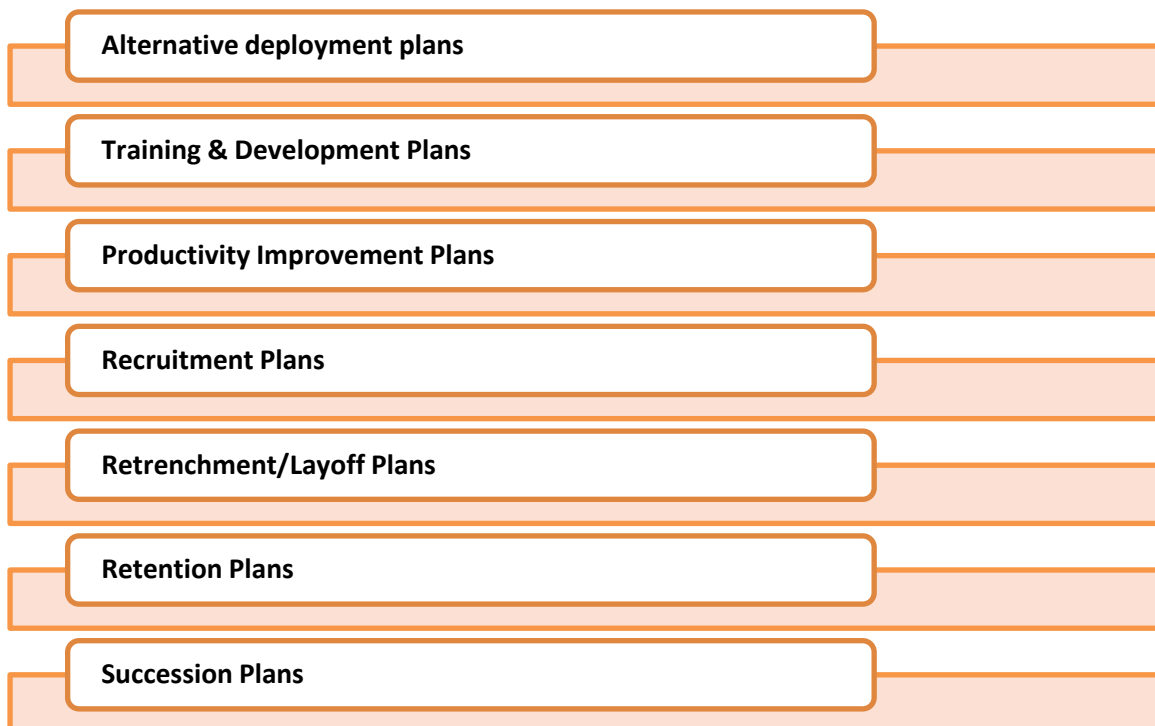 Alternative deployment plans
Training & Development Plans
Productivity Improvement Plans
Recruitment Plans
Retrenchment/Layoff Plans
Retention Plans
Succession Plans